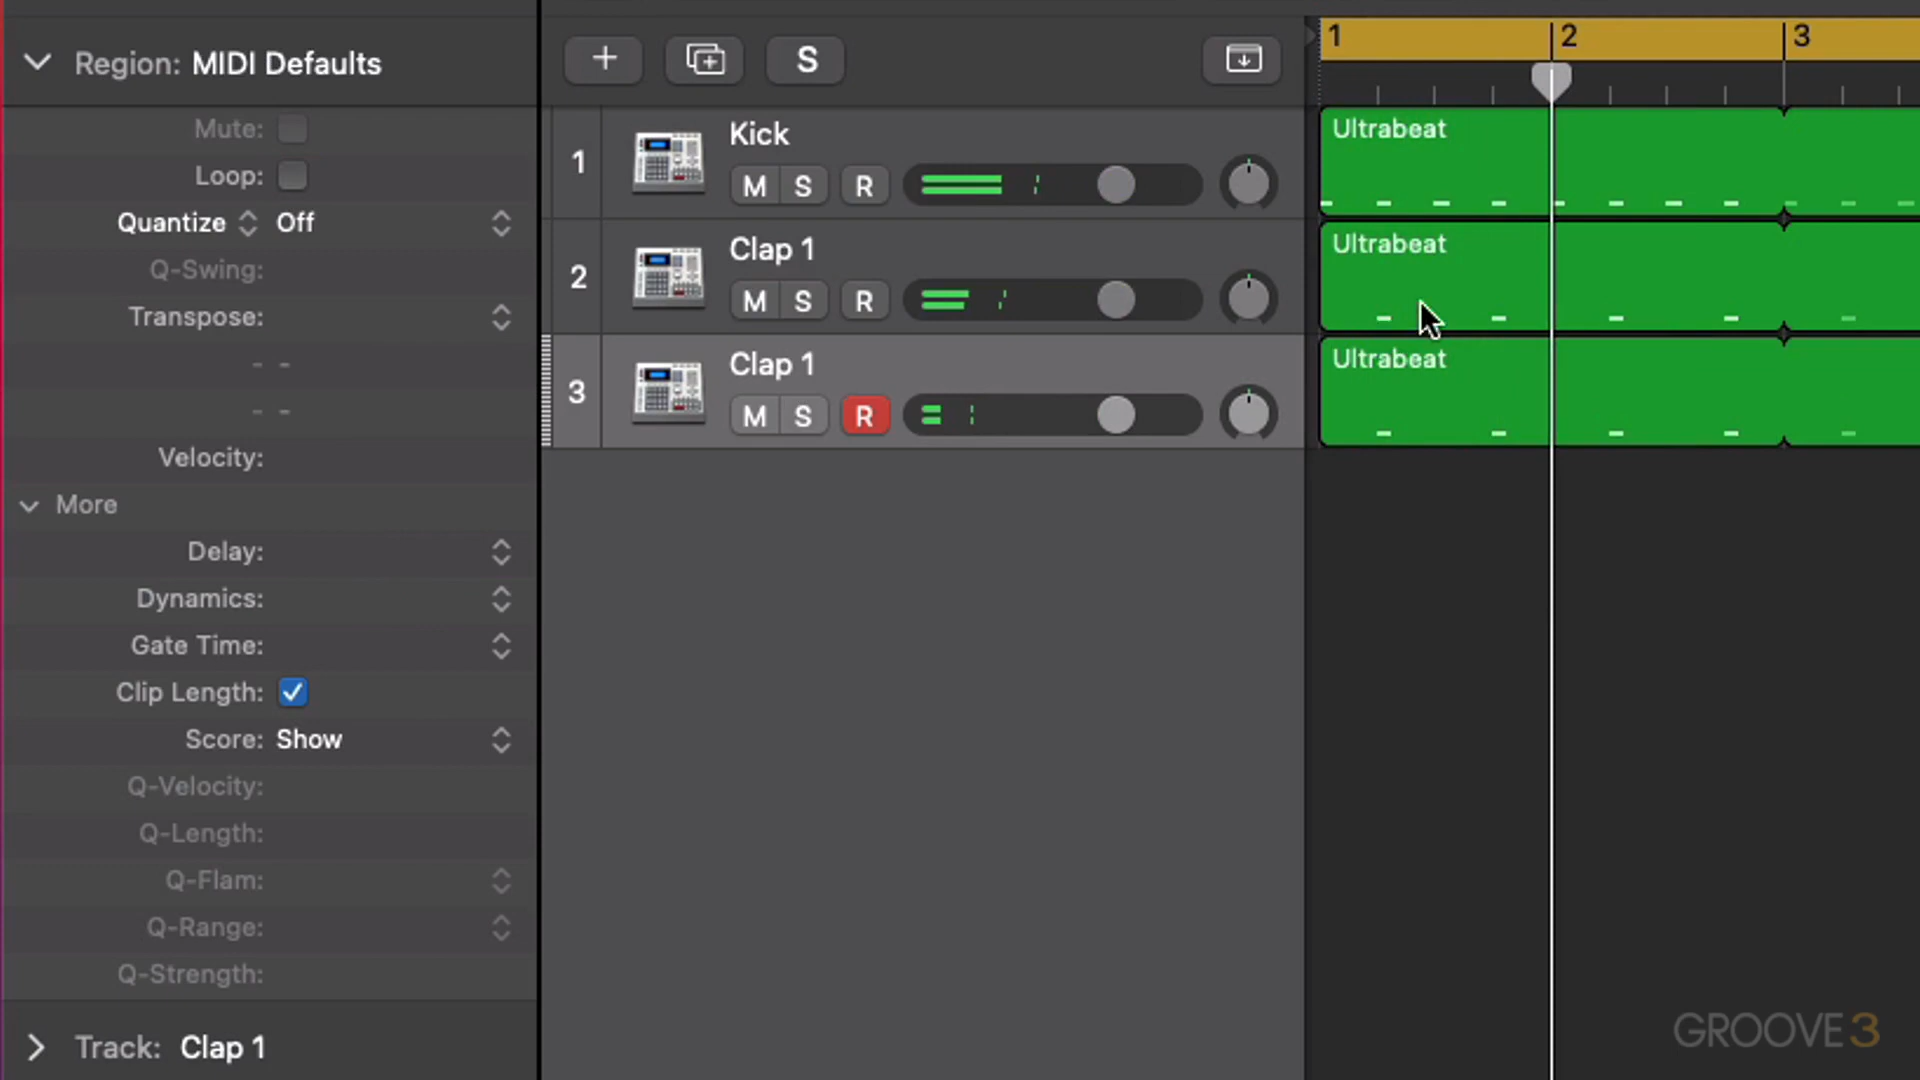 Region: MIDI Defaults
Mute:
Loop:
Quantize Off
Q-Swing:
Transpose:
- -
- -
Velocity:
More
Delay:
Dynamics:
Gate Time:
Clip Length:
Score: Show
Q-Velocity:
Q-Length:
Q-Flam:
Q-Range:
Q-Strength:
Track: Clap 1
S
1
Kick
M S R
2
Clap 1
M S R
3
Clap 1
M S R
1 2 3
Ultrabeat
Ultrabeat
Ultrabeat
GROOVE3